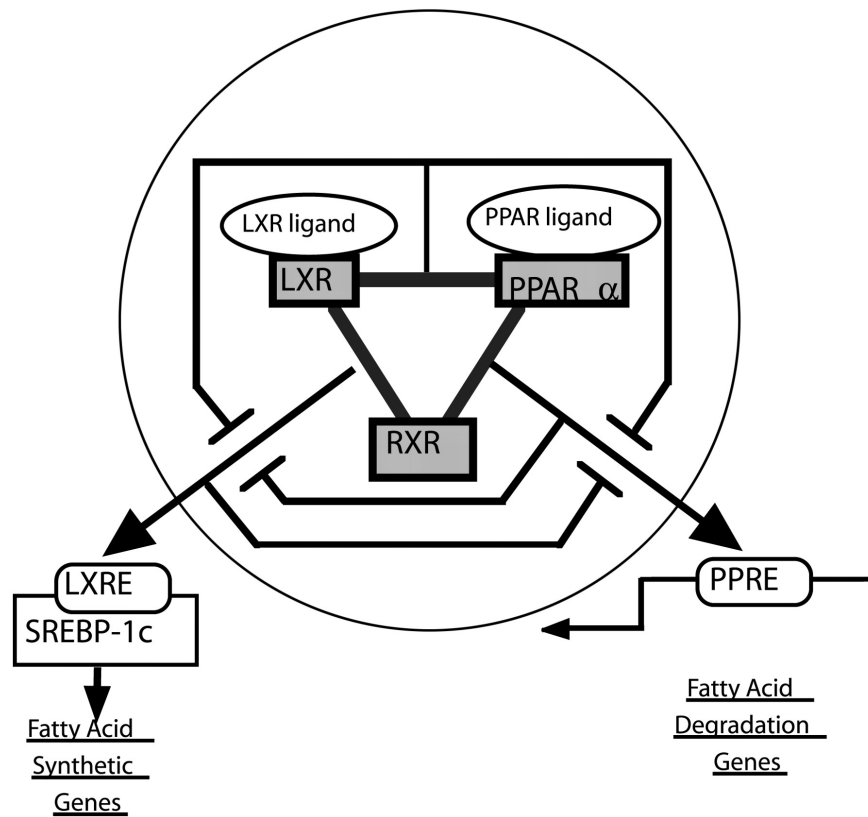 LXR ligand
PPAR ligand
LXR
PPAR α
RXR
LXRE
SREBP-1c
Fatty Acid
Synthetic
Genes
PPRE
Fatty Acid
Degradation
Genes